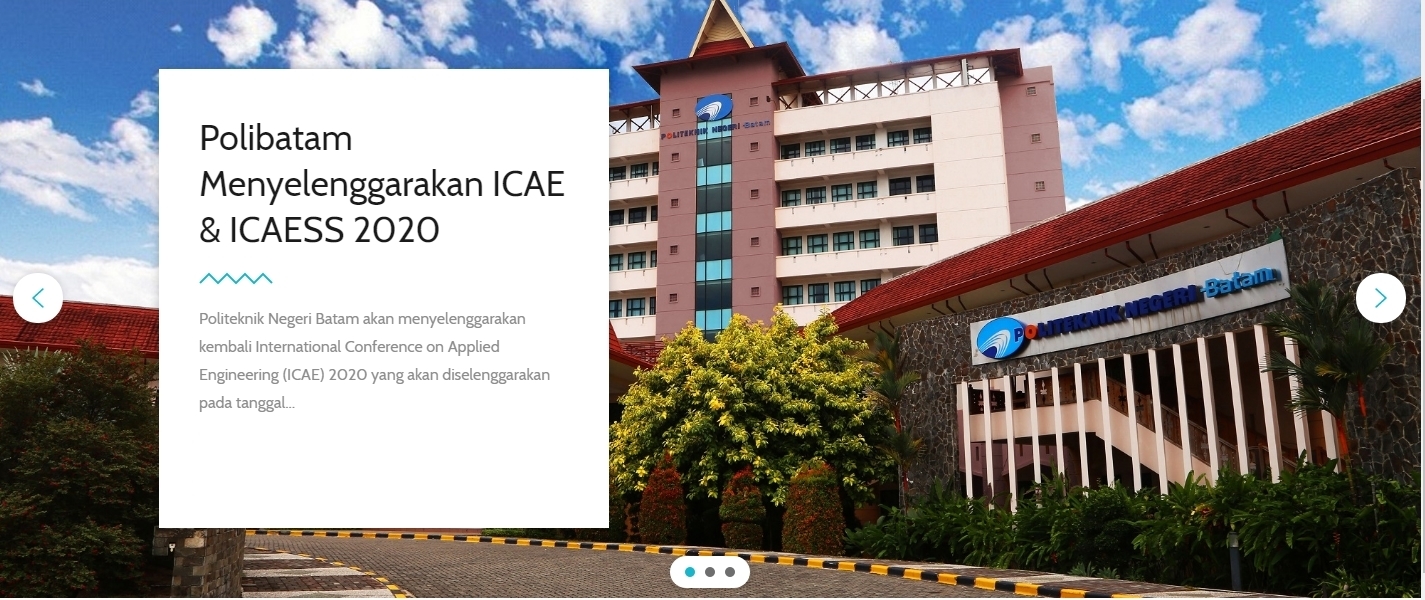 Polibatam
Menyelenggarakan ICAE
& ICAESS 2020
Politeknik Negeri Batam akan menyelenggarakan
kembali International Conference on Applied
Engineering (ICAE) 2020 yang akan diselenggarakan
pada tanggal...
POLITEKNIK NEGERI Batam
POLITEKNIK NEGERI Batam